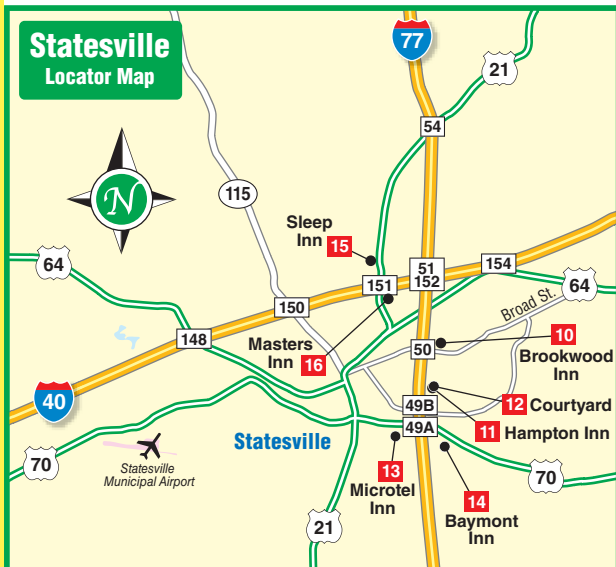 Statesville
Locator Map
77
21
54
N
115
Sleep
Inn
15
64
51
152
154
151
64
150
Broad St.
148
Masters
Inn
16
50
10
Brookwood
Inn
40
49B
12 Courtyard
49A
11 Hampton Inn
Statesville
70
Statesville
Municipal Airport
13
Microtel
Inn
14
Baymont
Inn
70
21